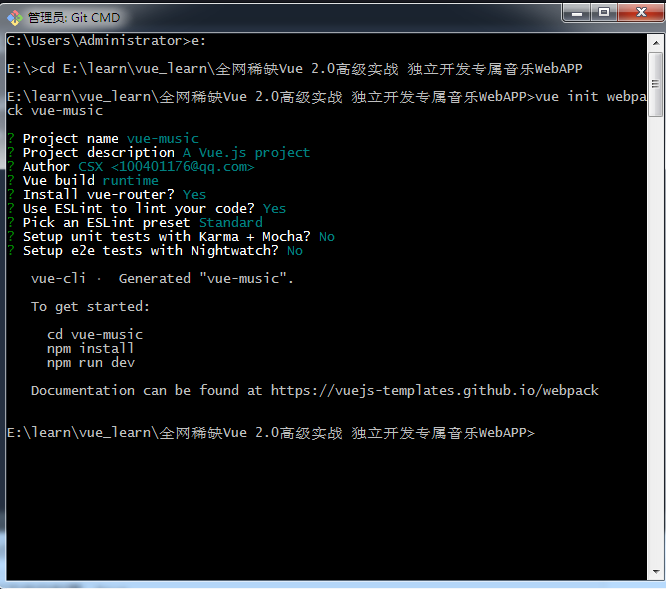 管理员: Git CMD
C:\Users\Administrator>e:
E:\>cd E:\learn\vue_learn\全网稀缺Vue 2.0高级实战 独立开发专属音乐WebAPP
E:\learn\vue_learn\全网稀缺Vue 2.0高级实战 独立开发专属音乐WebAPP>vue init webpa
ck vue-music
? Project name vue-music
? Project description A Vue.js project
? Author CSX <100401176@qq.com>
? Vue build runtime
? Install vue-router? Yes
? Use ESLint to lint your code? Yes
? Pick an ESLint preset Standard
? Setup unit tests with Karma + Mocha? No
? Setup e2e tests with Nightwatch? No
vue-cli · Generated "vue-music".
To get started:
cd vue-music
npm install
npm run dev
Documentation can be found at https://vuejs-templates.github.io/webpack
E:\learn\vue_learn\全网稀缺Vue 2.0高级实战 独立开发专属音乐WebAPP>